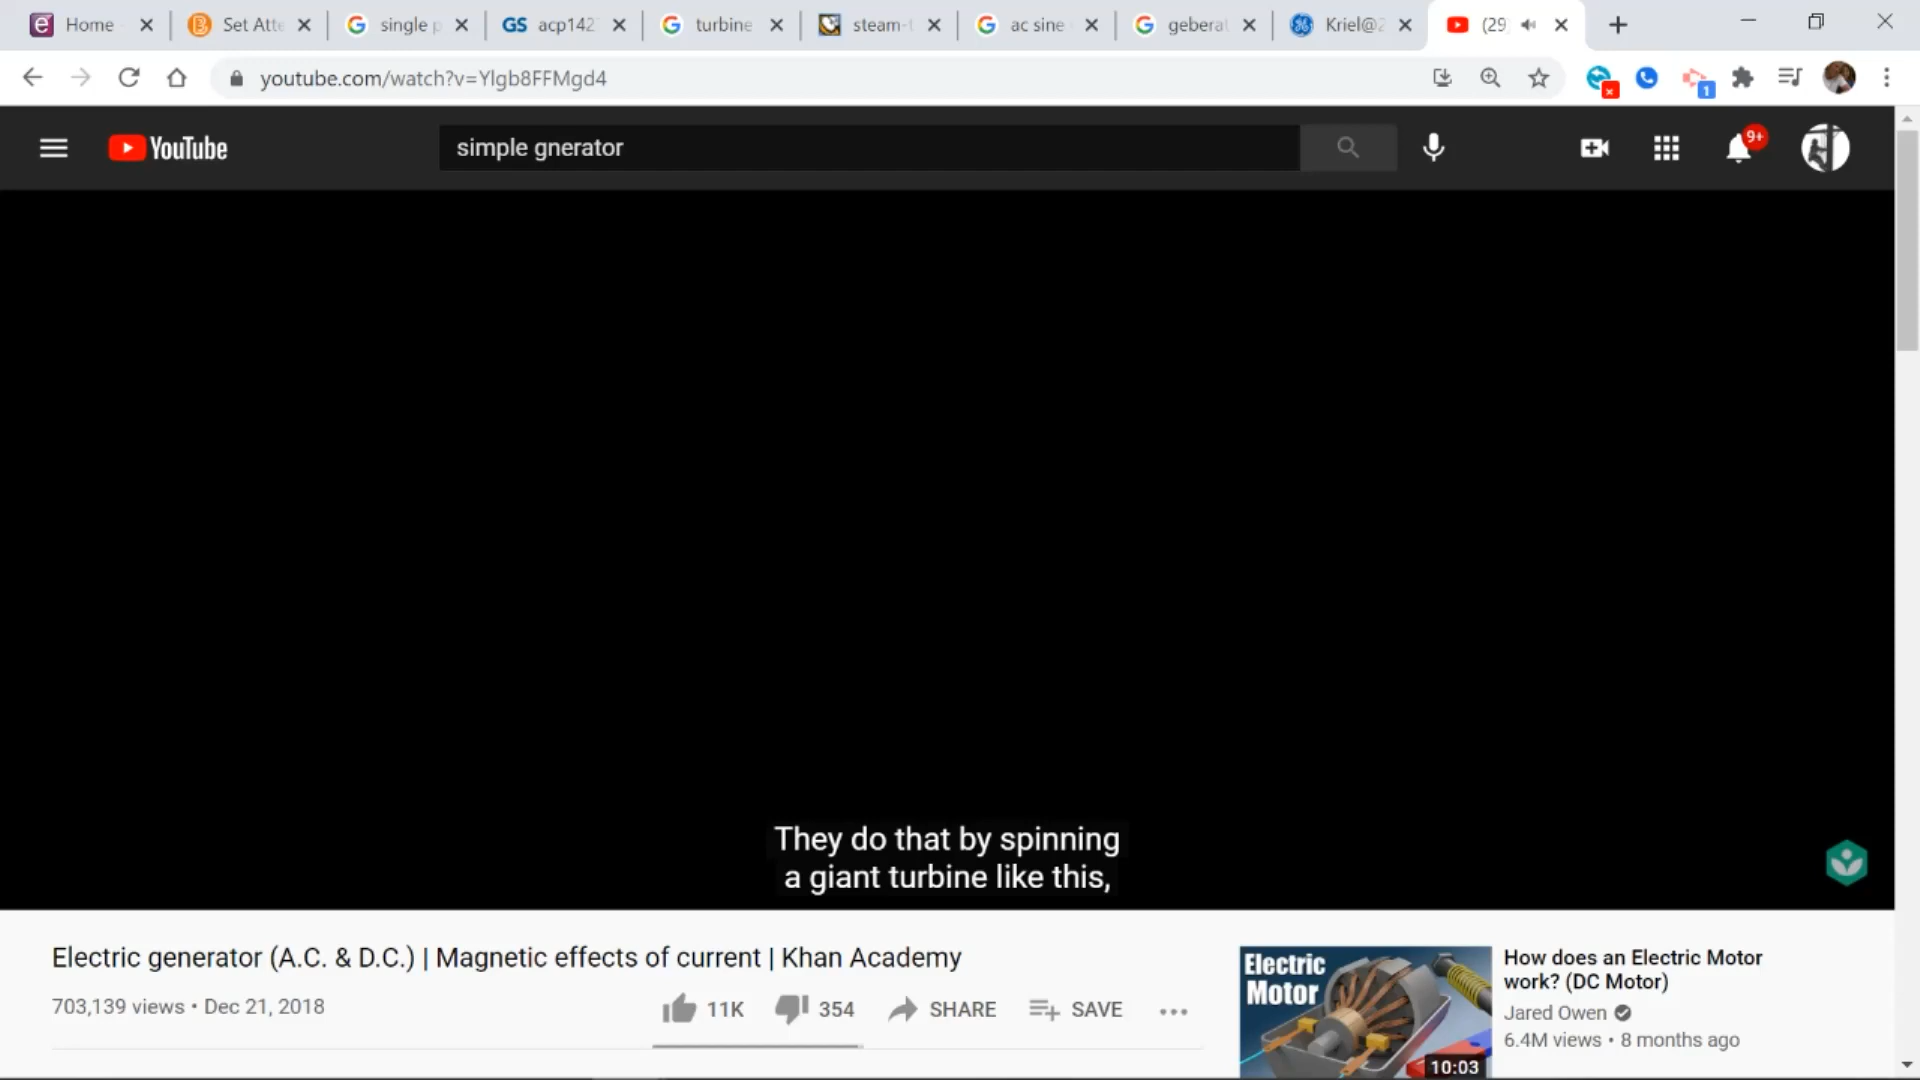 Home
Set Atte
single p
GS acp142
turbine
steam-t
ac sine
geberat
Kriel@2
(29
youtube.com/watch?v=Ylgb8FFMgd4
1
YouTube
simple gnerator
9+
They do that by spinning
a giant turbine like this,
Electric generator (A.C. & D.C.) | Magnetic effects of current | Khan Academy
703,139 views • Dec 21, 2018
11K
354
SHARE
SAVE
Electric
Motor
10:03
How does an Electric Motor
work? (DC Motor)
Jared Owen
6.4M views • 8 months ago